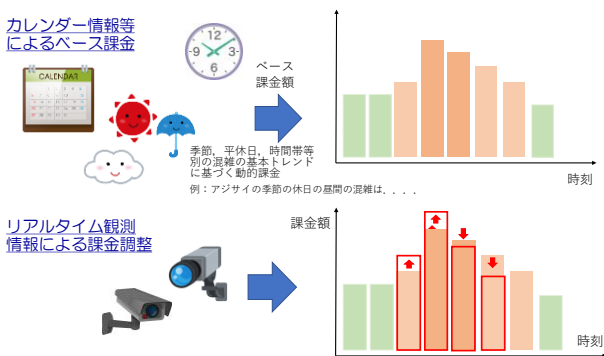 カレンダー情報等
によるベース課金
CALENDAR
12
3
6
9
ベース
課金額
季節，平休日，時間帯等
別の混雑の基本トレンド
に基づく動的課金
例：アジサイの季節の休日の昼間の混雑は．．．．
時刻
リアルタイム観測
情報による課金調整
課金額
時刻